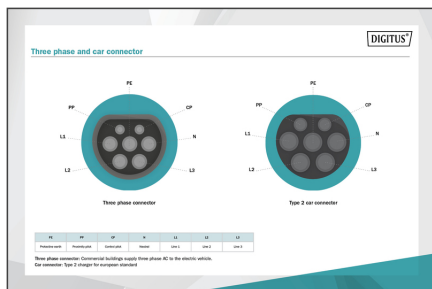 DIGITUS®
Three phase and car connector
PE
PP CP
L1 N
L2 L3
Three phase connector
PE
PP CP
L1 N
L2 L3
Type 2 car connector
PE PP CP N L1 L2 L3
Protective earth Proximity pilot Control pilot Neutral Line 1 Line 2 Line 3
Three phase connector: Commercial buildings supply three phase AC to the electric vehicle.
Car connector: Type 2 charger for european standard